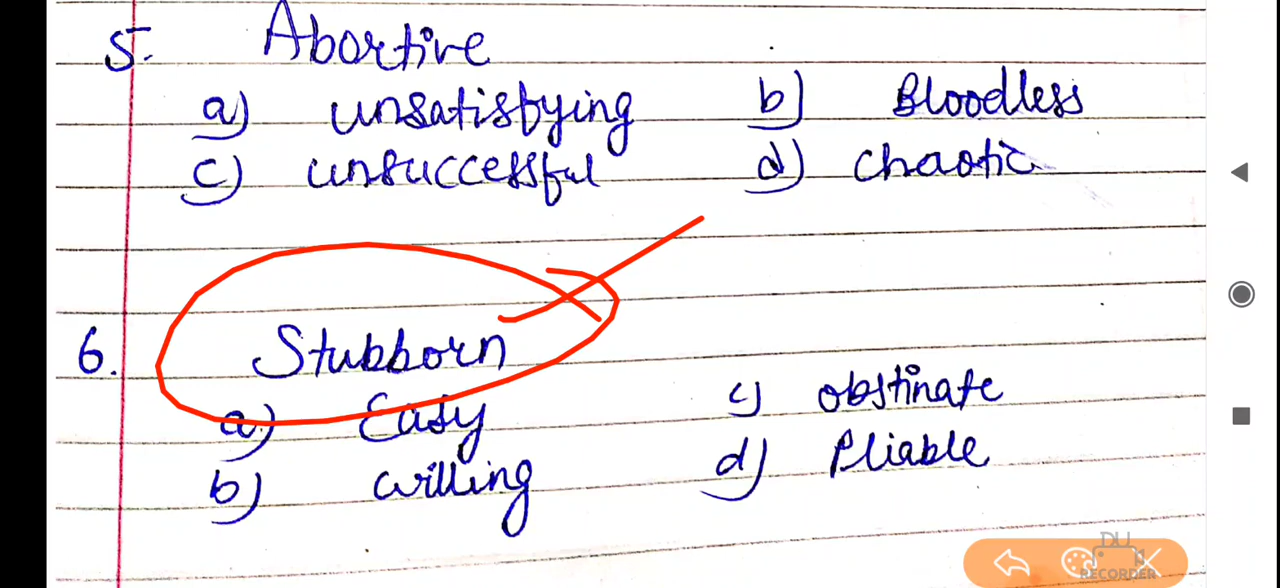 5. Abortive
a) unsatisfying b) Bloodless
c) unsuccessful d) chaotic
6. Stubborn
a) Easy c) obstinate
b) willing d) Pliable
DU RECORDER